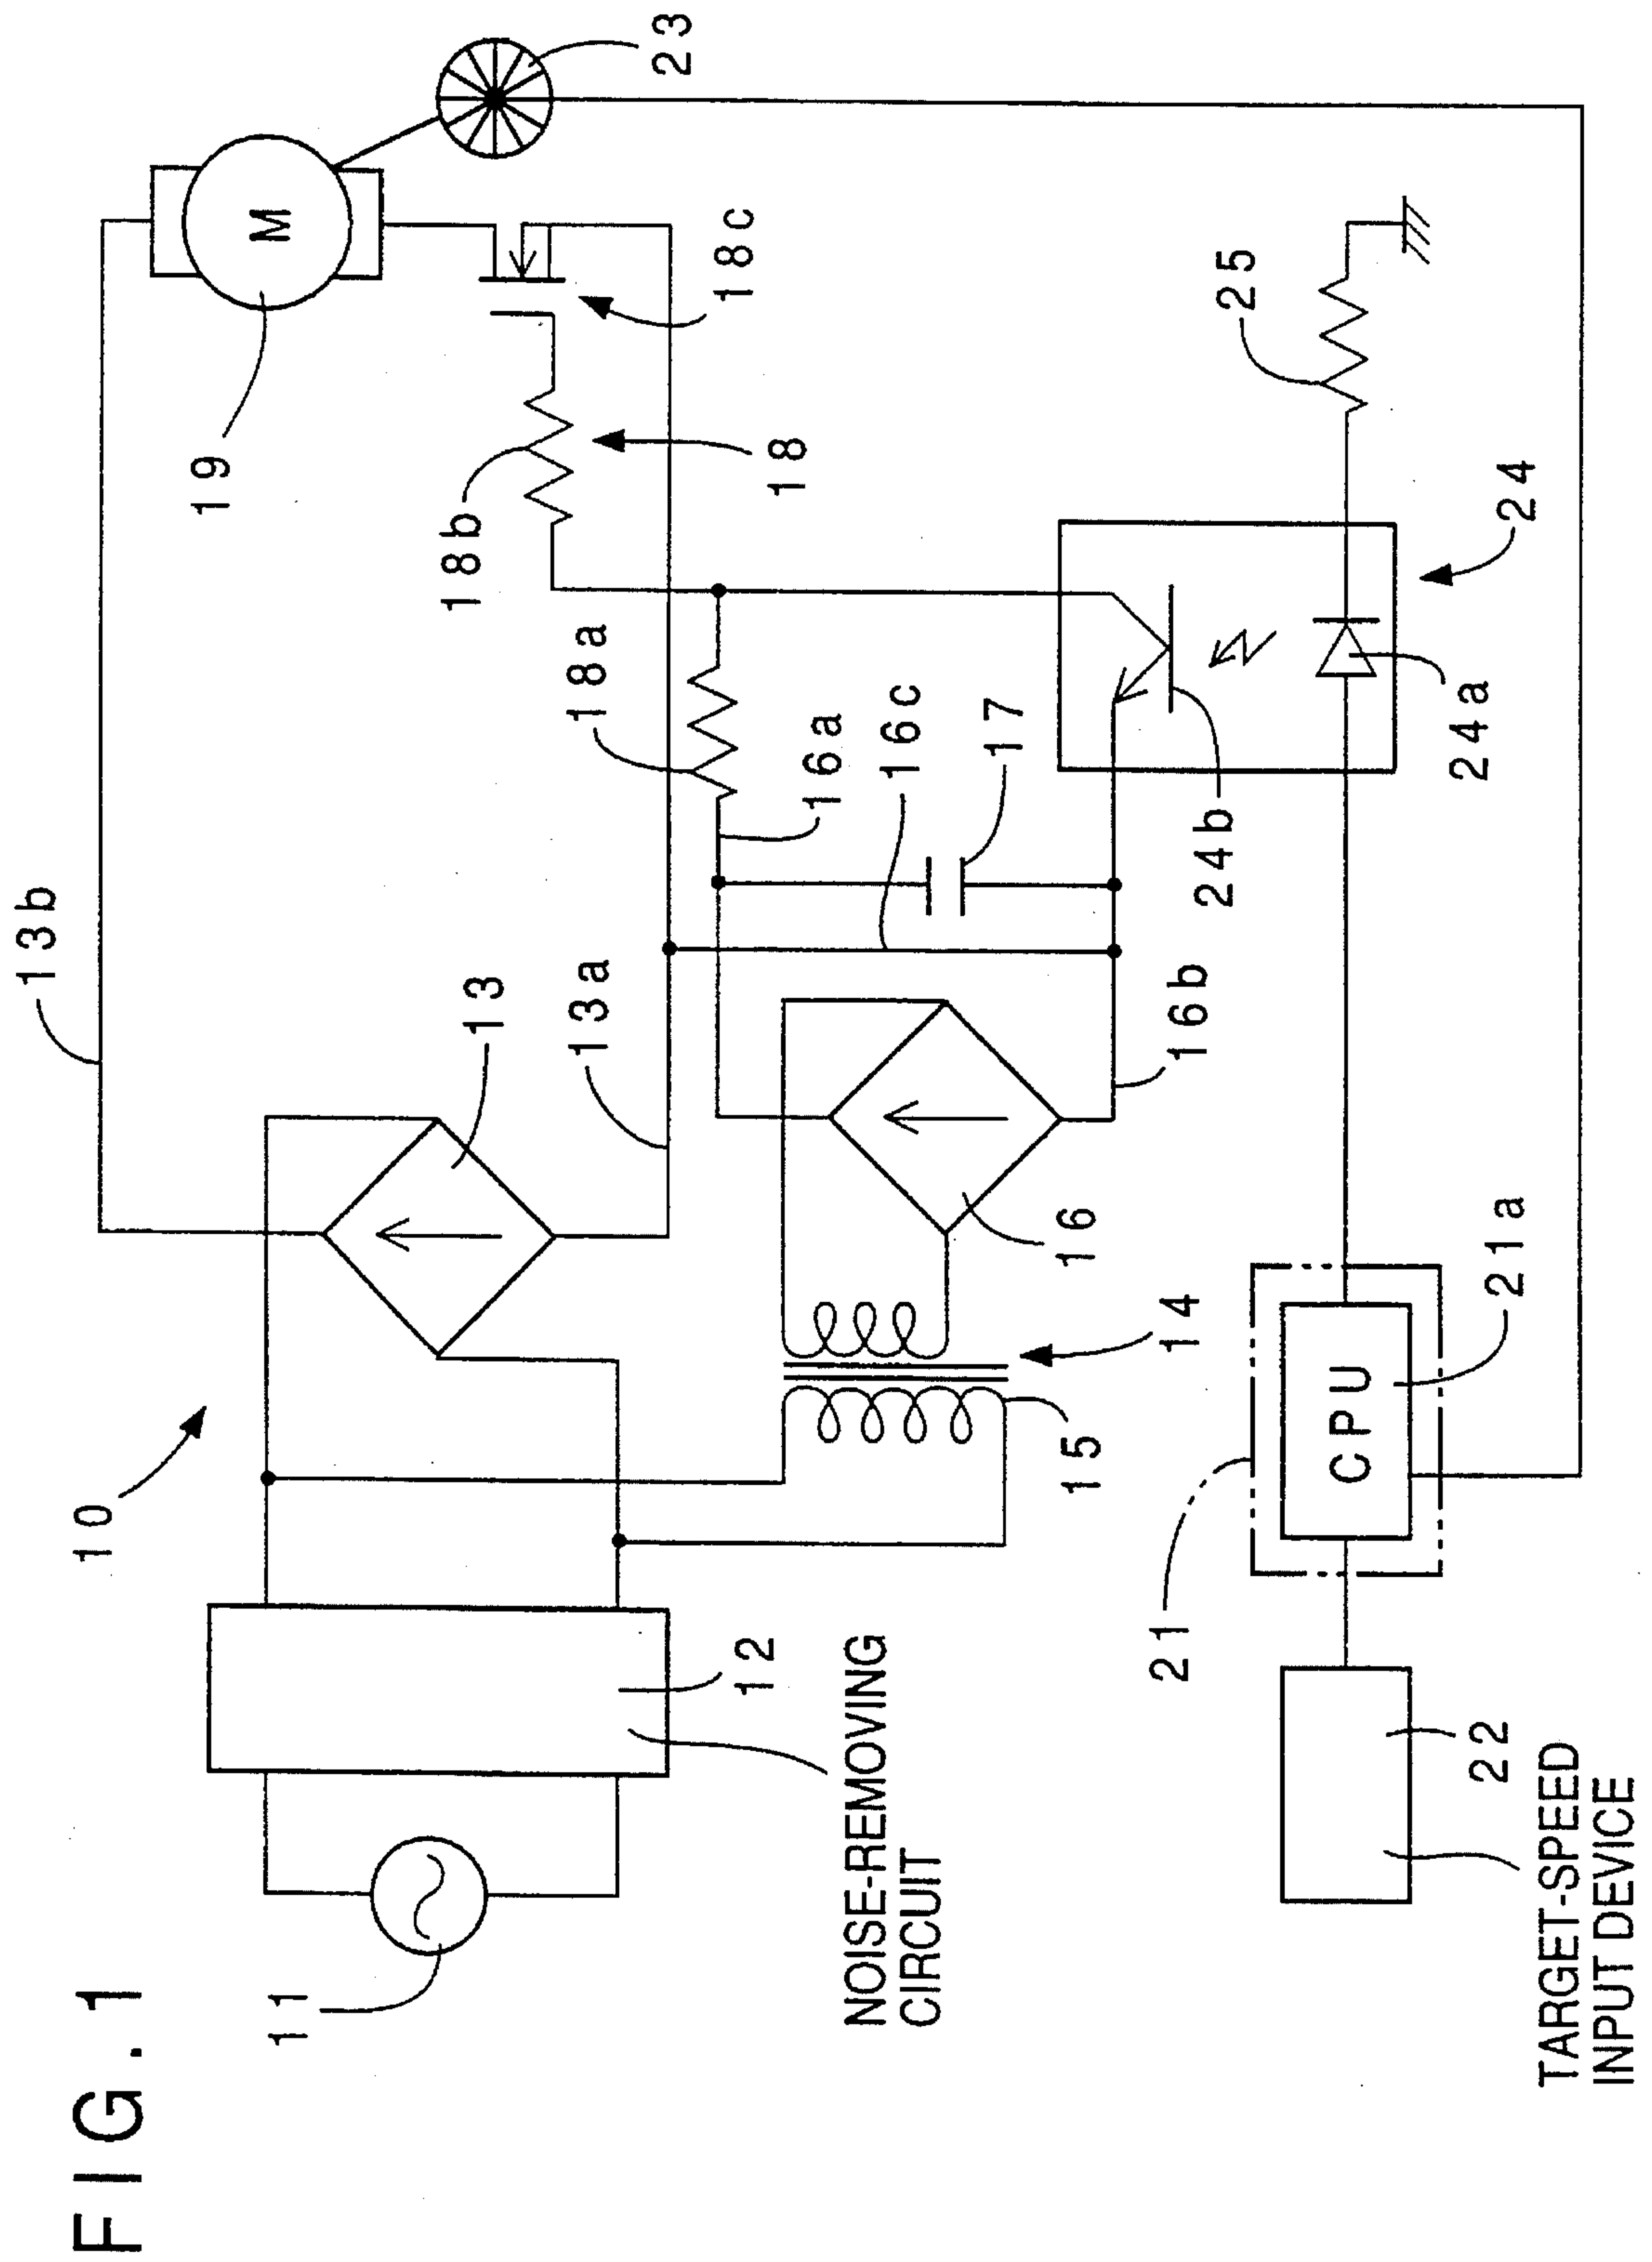 FIG.1
10
11
12
NOISE-REMOVING
CIRCUIT
13
13a
13b
14
15
16
16a
16b
16c
17
18
18a
18b
18c
19
M
21
21a
CPU
22
TARGET-SPEED
INPUT DEVICE
23
24
24a
24b
25